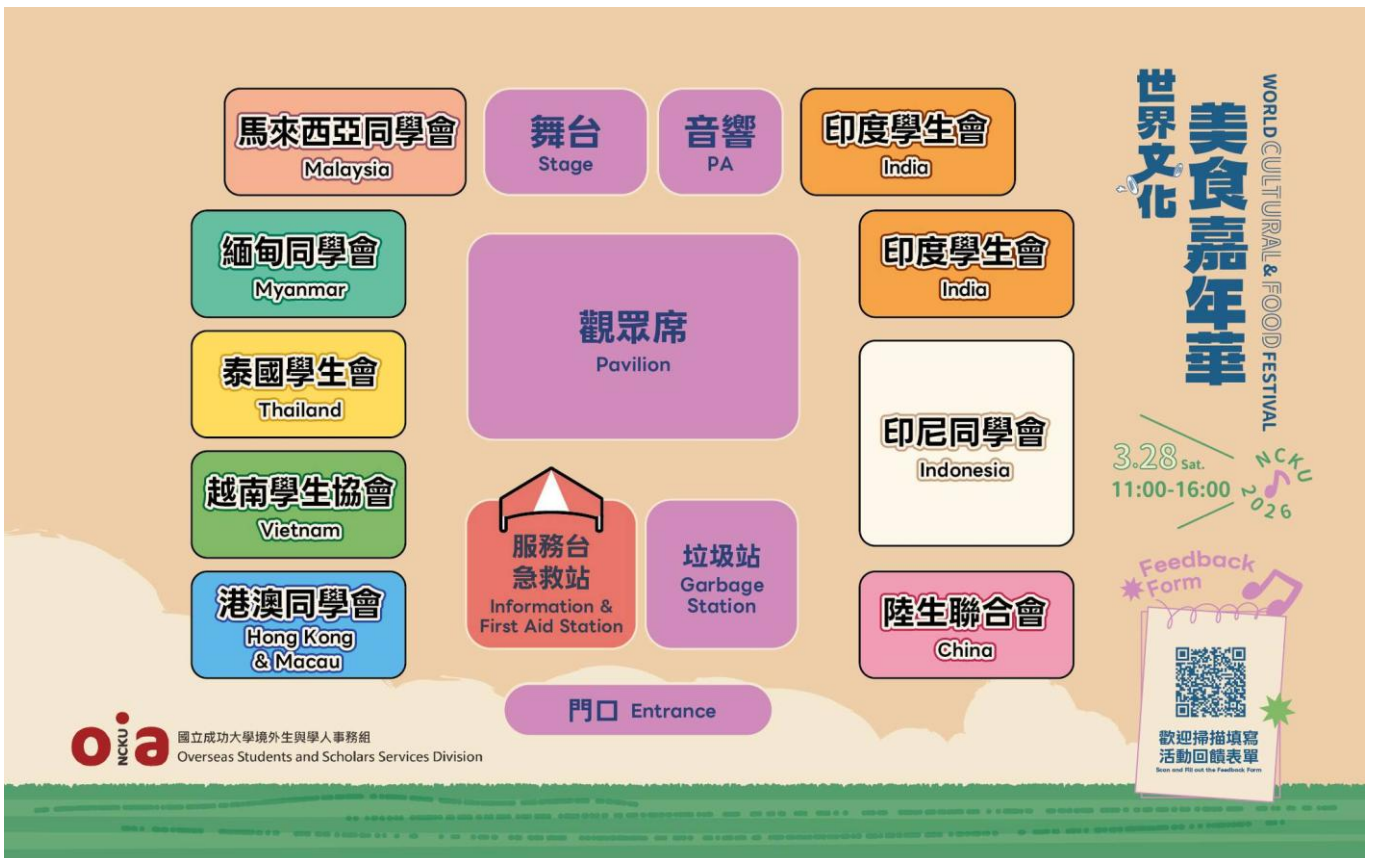 馬來西亞同學會
Malaysia
舞台
Stage
音響
PA
印度學生會
India
緬甸同學會
Myanmar
泰國學生會
Thailand
越南學生協會
Vietnam
港澳同學會
Hong Kong
& Macau
觀眾席
Pavilion
服務台
急救站
Information &
First Aid Station
垃圾站
Garbage
Station
門口 Entrance
印度學生會
India
印尼同學會
Indonesia
陸生聯合會
China
世界文化
美食嘉年華
WORLD CULTURAL & FOOD FESTIVAL
3.28 Sat.
11:00-16:00
NCKU
2026
Feedback
Form
歡迎掃描填寫
活動回饋表單
Scan and Fill out the Feedback Form
NCKU
oia
國立成功大學境外生與學人事務組
Overseas Students and Scholars Services Division